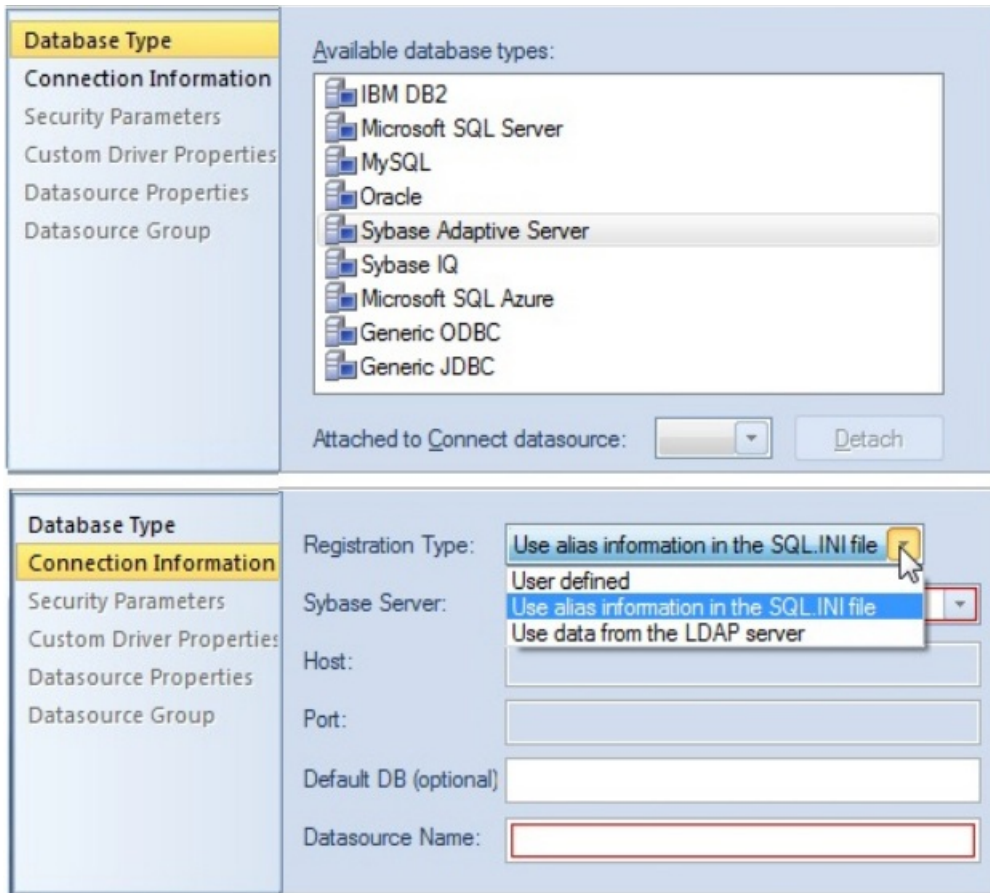 Database Type
Connection Information
Security Parameters
Custom Driver Properties
Datasource Properties
Datasource Group
Available database types:
IBM DB2
Microsoft SQL Server
MySQL
Oracle
Sybase Adaptive Server
Sybase IQ
Microsoft SQL Azure
Generic ODBC
Generic JDBC
Attached to Connect datasource:
Detach
Database Type
Connection Information
Security Parameters
Custom Driver Properties
Datasource Properties
Datasource Group
Registration Type:
Use alias information in the SQL.INI file
User defined
Use alias information in the SQL.INI file
Use data from the LDAP server
Sybase Server:
Host:
Port:
Default DB (optional)
Datasource Name: